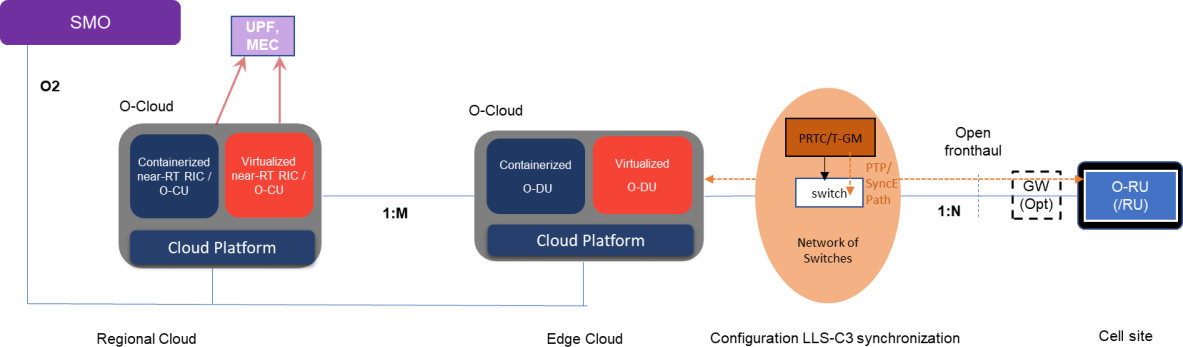 SMO
UPF,
MEC
O2
O-Cloud
Containerized
near-RT RIC /
O-CU
Virtualized
near-RT RIC /
O-CU
Cloud Platform
1:M
O-Cloud
Containerized
O-DU
Virtualized
O-DU
Cloud Platform
PRTC/T-GM
PTP/
SyncE
Path
switch
Network of
Switches
Open
fronthaul
1:N
GW
(Opt)
O-RU
(/RU)
Regional Cloud
Edge Cloud
Configuration LLS-C3 synchronization
Cell site